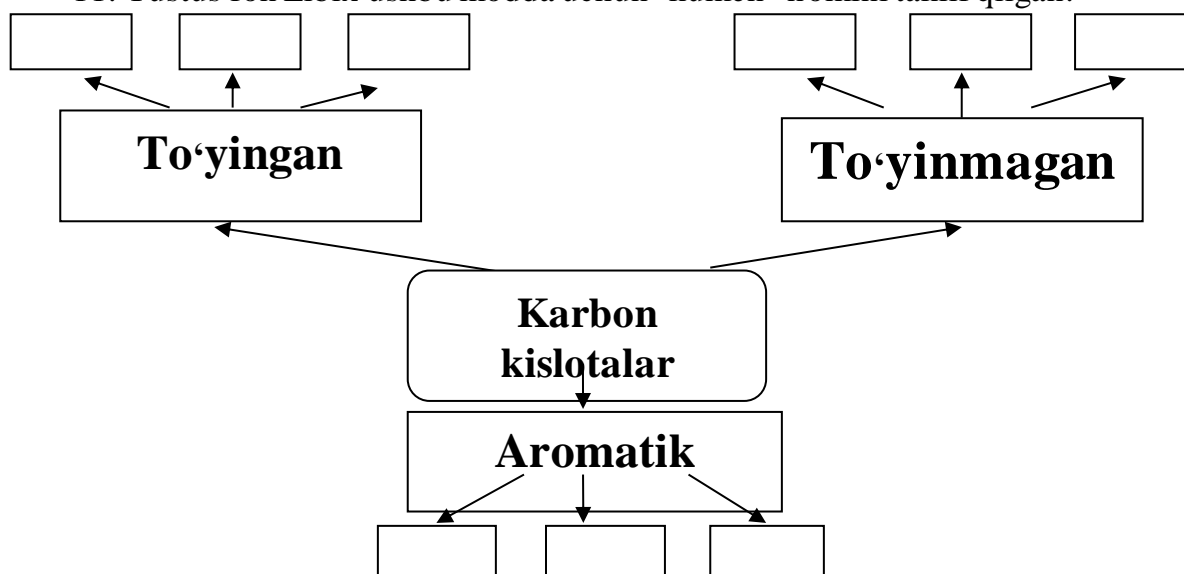 To‘yingan
To‘yinmagan
Karbon
kislotalar
Aromatik